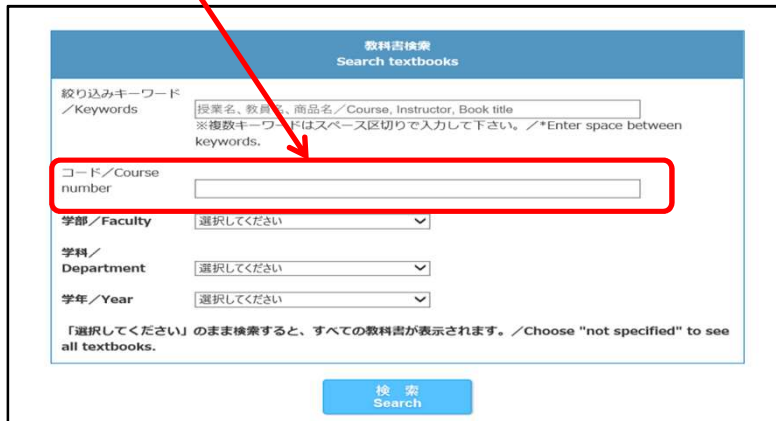 教科書検索
Search textbooks
絞り込みキーワード
／Keywords
授業名、教員名、商品名／Course, Instructor, Book title
※複数キーワードはスペース区切りで入力して下さい。／*Enter space between
keywords.
コード／Course
number
学部／Faculty 選択してください
学科／
Department 選択してください
学年／Year 選択してください
「選択してください」のまま検索すると、すべての教科書が表示されます。／Choose "not specified" to see
all textbooks.
検 索
Search